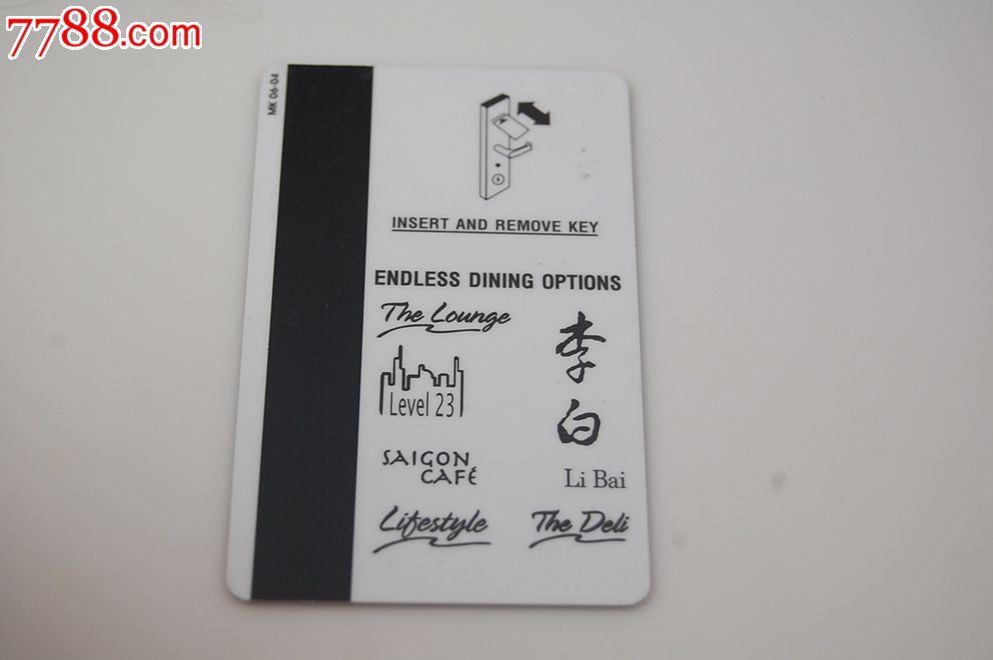 7788.com
MK 06-04
INSERT AND REMOVE KEY
ENDLESS DINING OPTIONS
The Lounge
Level 23
SAIGON
CAFÉ
Lifestyle
李
白
Li Bai
The Deli